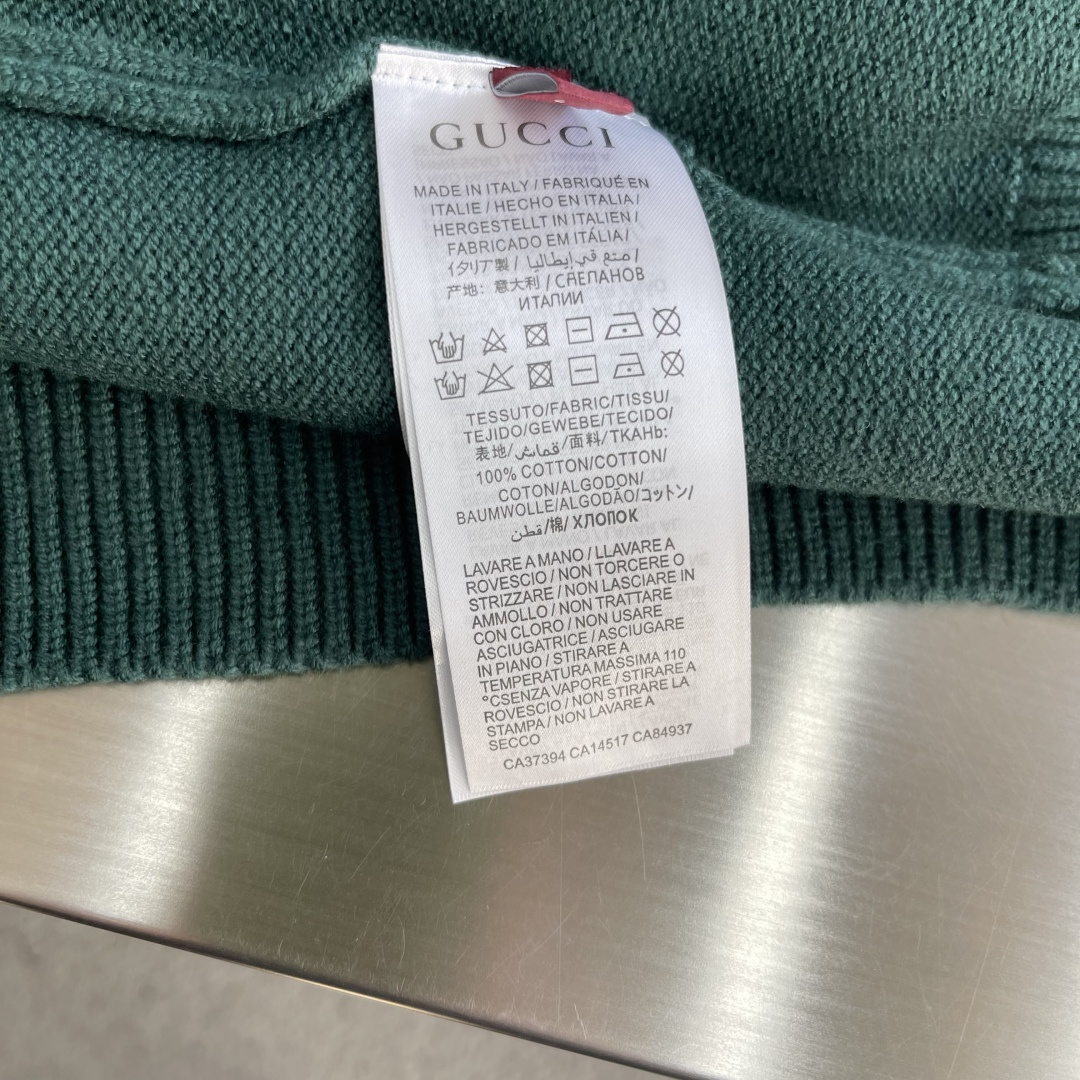 GUCCI
MADE IN ITALY / FABRIQUÉ EN
ITALIE / HECHO EN ITALIA /
HERGESTELLT IN ITALIEN /
FABRICADO EM ITÁLIA /
イタリア製 / صنع في إيطاليا /
产地: 意大利 / СЯЕПАНОВ
ИТАПИИ
TESSUTO/FABRIC/TISSU/
TEJIDO/GEWEBE/TECIDO/
表地/قماش/面料/TKAHb:
100% COTTON/COTTON/
COTON/ALGODON/
BAUMWOLLE/ALGODÃO/コットン/
قطن/棉/ ХЛОПОК
LAVARE A MANO / LLAVARE A
ROVESCIO / NON TORCERE O
STRIZZARE / NON LASCIARE IN
AMMOLLO / NON TRATTARE
CON CLORO / NON USARE
ASCIUGATRICE / ASCIUGARE
IN PIANO / STIRARE A
TEMPERATURA MASSIMA 110
°CSENZA VAPORE / STIRARE A
ROVESCIO / NON STIRARE LA
STAMPA / NON LAVARE A
SECCO
CA37394 CA14517 CA84937